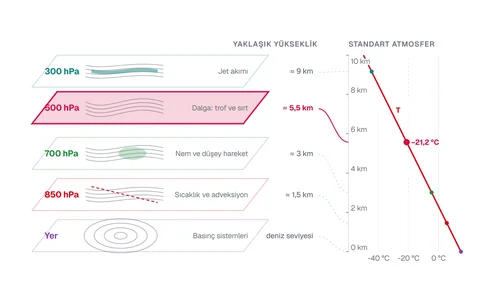 YAKLAŞIK YÜKSEKLİK
STANDART ATMOSFER
300 hPa Jet akımı ≈ 9 km
500 hPa Dalga: trof ve sırt ≈ 5,5 km
700 hPa Nem ve düşey hareket ≈ 3 km
850 hPa Sıcaklık ve adveksiyon ≈ 1,5 km
Yer Basınç sistemleri deniz seviyesi
10 km
8 km
T
6 km
−21,2 °C
4 km
2 km
0 km
-40 °C -20 °C 0 °C